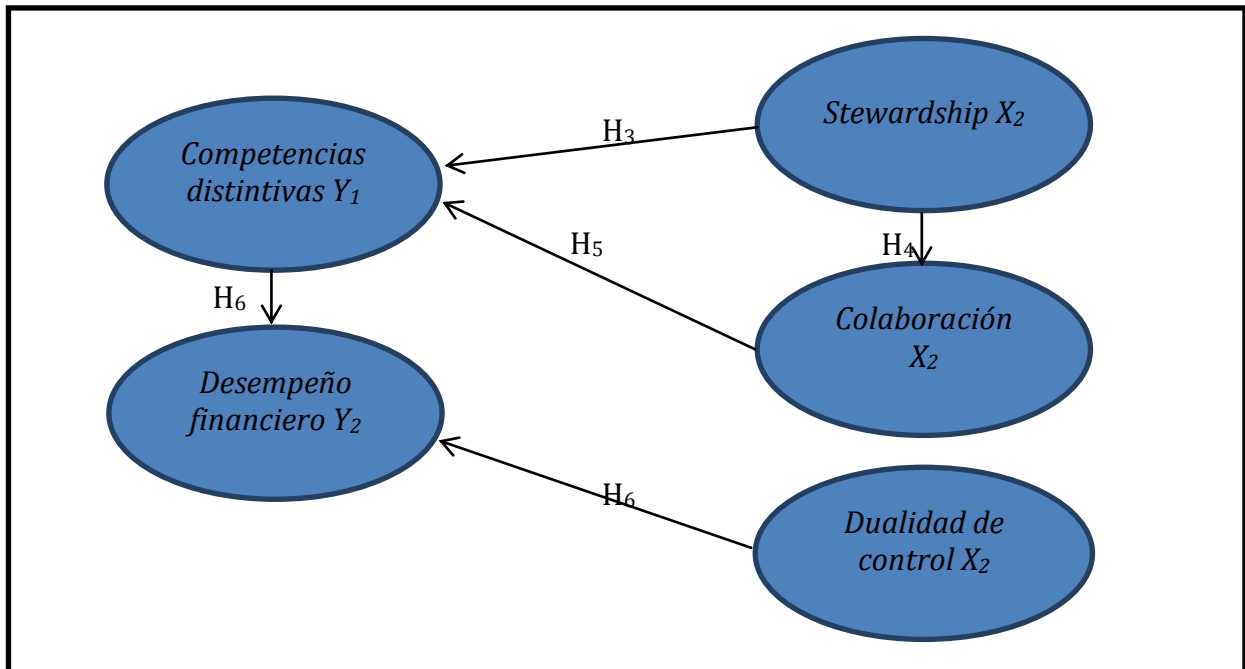 Stewardship X2
H3
Competencias
distintivas Y1
H5
H4
H6
Colaboración
X2
Desempeño
financiero Y2
H6
Dualidad de
control X2